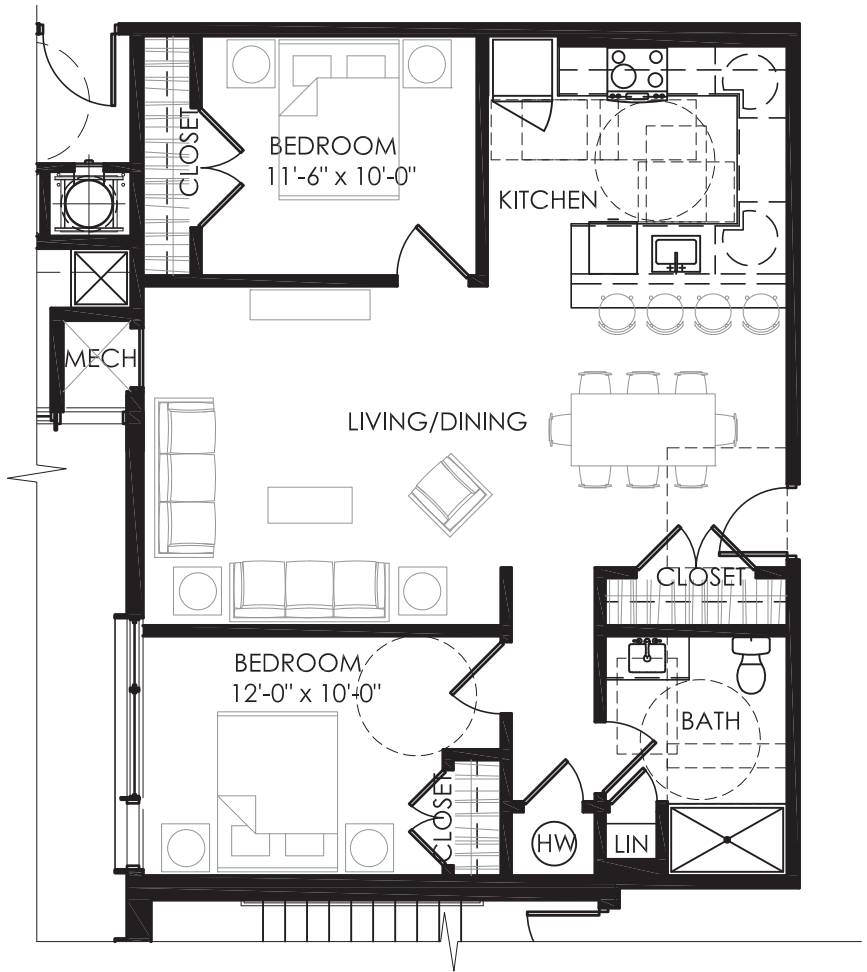 CLOSET
BEDROOM
11'-6" x 10'-0"
KITCHEN
MECH
LIVING/DINING
CLOSET
BEDROOM
12'-0" x 10'-0"
BATH
CLOSET
HW
LIN